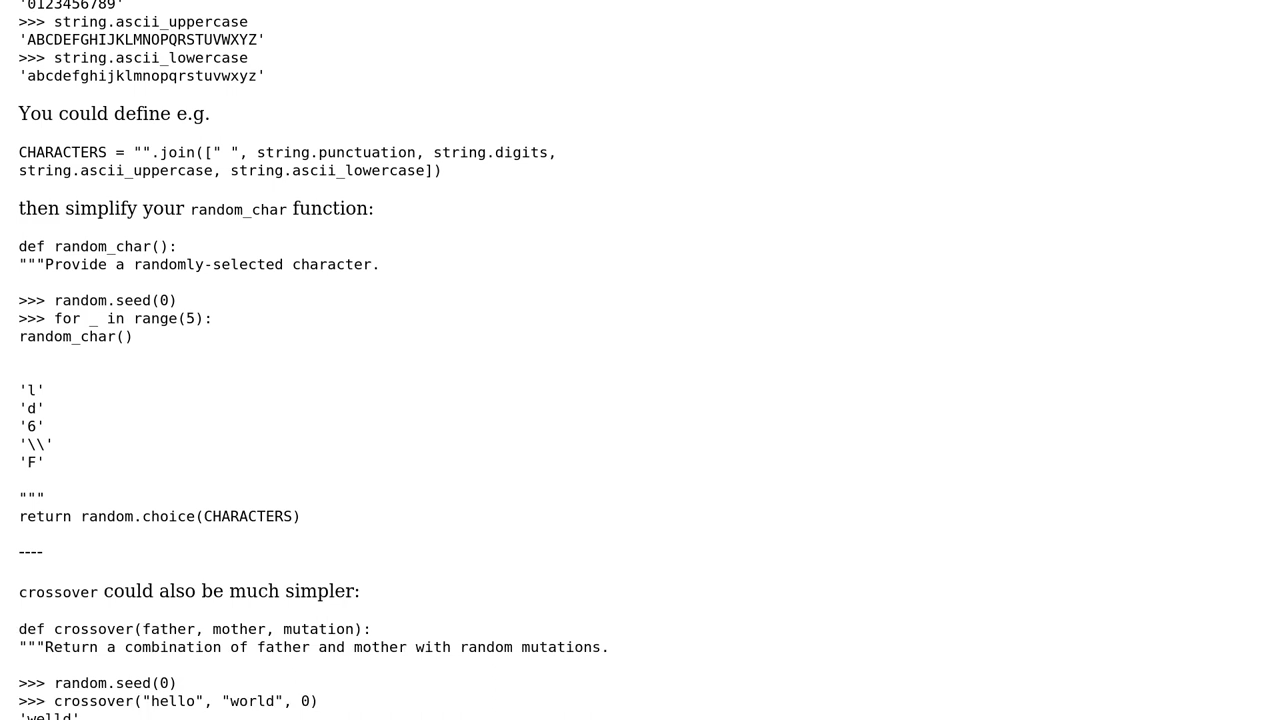 '0123456789'
>>> string.ascii_uppercase
'ABCDEFGHIJKLMNOPQRSTUVWXYZ'
>>> string.ascii_lowercase
'abcdefghijklmnopqrstuvwxyz'
You could define e.g.
CHARACTERS = "".join([" ", string.punctuation, string.digits,
string.ascii_uppercase, string.ascii_lowercase])
then simplify your random_char function:
def random_char():
"""Provide a randomly-selected character.
>>> random.seed(0)
>>> for _ in range(5):
random_char()
'l'
'd'
'6'
'\\'
'F'
"""
return random.choice(CHARACTERS)
----
crossover could also be much simpler:
def crossover(father, mother, mutation):
"""Return a combination of father and mother with random mutations.
>>> random.seed(0)
>>> crossover("hello", "world", 0)
'welld'